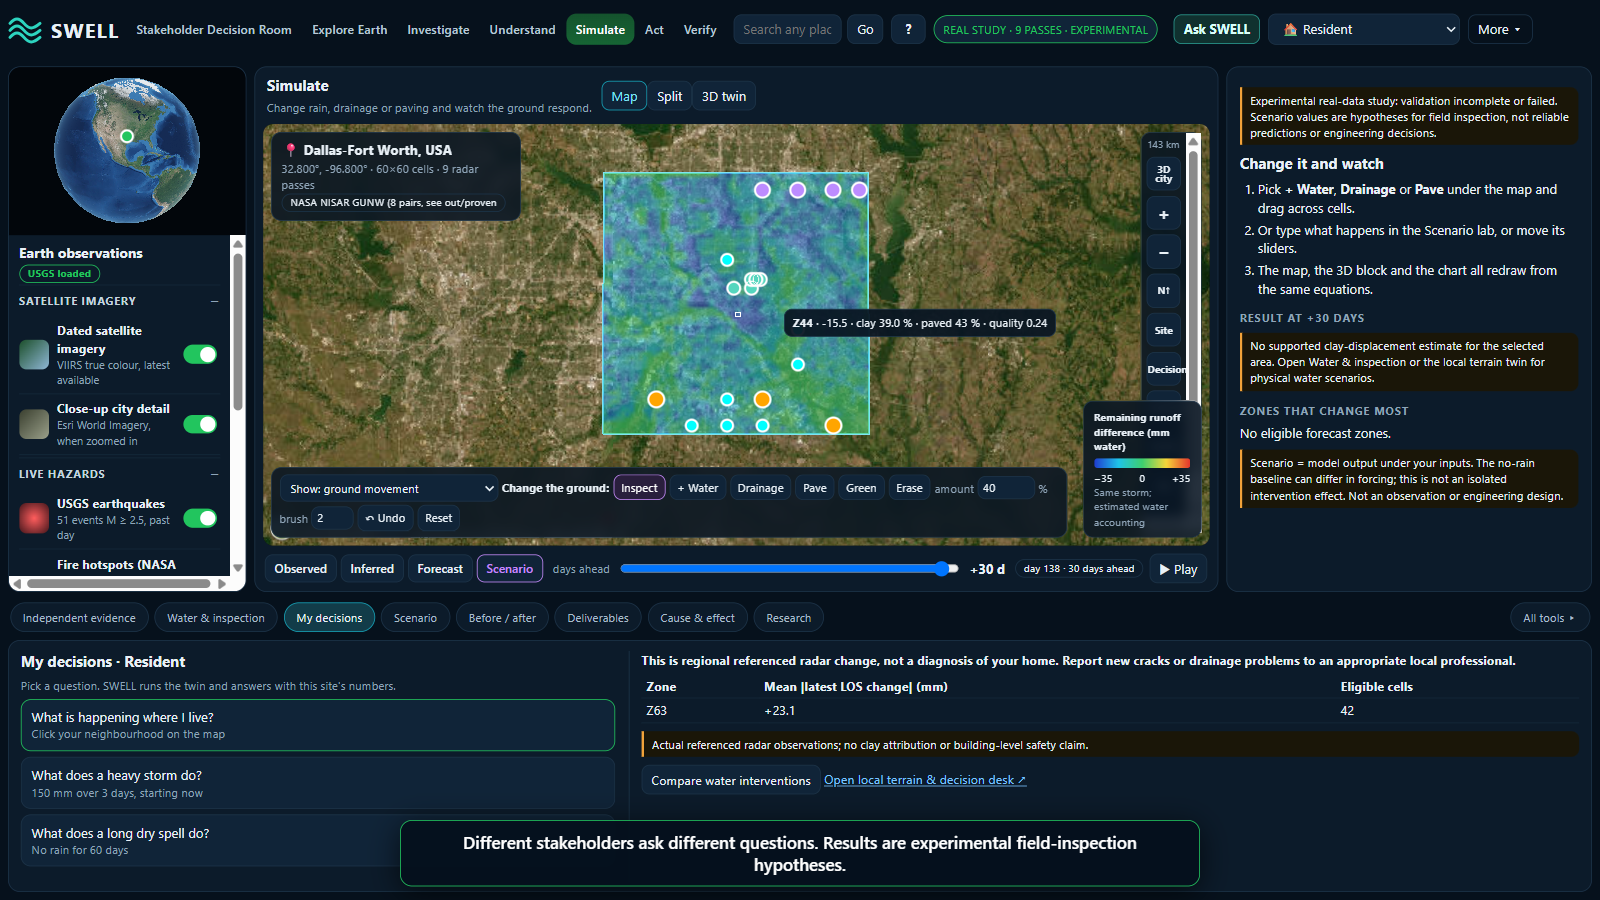 SWELL
Stakeholder Decision Room
Explore Earth
Investigate
Understand
Simulate
Act
Verify
Search any plac
Go
?
REAL STUDY · 9 PASSES · EXPERIMENTAL
Ask SWELL
Resident
More
Earth observations
USGS loaded
SATELLITE IMAGERY
Dated satellite
imagery
VIIRS true colour, latest
available
Close-up city detail
Esri World Imagery,
when zoomed in
LIVE HAZARDS
USGS earthquakes
51 events M ≥ 2.5, past
day
Fire hotspots (NASA
Simulate
Change rain, drainage or paving and watch the ground respond.
Map
Split
3D twin
Dallas-Fort Worth, USA
32.800°, -96.800° · 60×60 cells · 9 radar
passes
NASA NISAR GUNW (8 pairs, see out/proven
143 km
3D
city
+
−
N↑
Site
Decision
Z44 · -15.5 · clay 39.0 % · paved 43 % · quality 0.24
Remaining runoff
difference (mm
water)
−35 0 +35
Same storm;
estimated water
accounting
Show: ground movement
Change the ground:
Inspect
+ Water
Drainage
Pave
Green
Erase
amount 40 %
brush 2
↶ Undo
Reset
Observed
Inferred
Forecast
Scenario
days ahead
+30 d
day 138 · 30 days ahead
▶ Play
Experimental real-data study: validation incomplete or failed.
Scenario values are hypotheses for field inspection, not reliable
predictions or engineering decisions.
Change it and watch
1. Pick + Water, Drainage or Pave under the map and
drag across cells.
2. Or type what happens in the Scenario lab, or move its
sliders.
3. The map, the 3D block and the chart all redraw from
the same equations.
RESULT AT +30 DAYS
No supported clay-displacement estimate for the selected
area. Open Water & inspection or the local terrain twin for
physical water scenarios.
ZONES THAT CHANGE MOST
No eligible forecast zones.
Scenario = model output under your inputs. The no-rain
baseline can differ in forcing; this is not an isolated
intervention effect. Not an observation or engineering design.
Independent evidence
Water & inspection
My decisions
Scenario
Before / after
Deliverables
Cause & effect
Research
All tools ▸
My decisions · Resident
Pick a question. SWELL runs the twin and answers with this site's numbers.
What is happening where I live?
Click your neighbourhood on the map
What does a heavy storm do?
150 mm over 3 days, starting now
What does a long dry spell do?
No rain for 60 days
This is regional referenced radar change, not a diagnosis of your home. Report new cracks or drainage problems to an appropriate local professional.
Zone Mean |latest LOS change| (mm) Eligible cells
Z63 +23.1 42
Actual referenced radar observations; no clay attribution or building-level safety claim.
Compare water interventions
Open local terrain & decision desk ↗
Different stakeholders ask different questions. Results are experimental field-inspection
hypotheses.